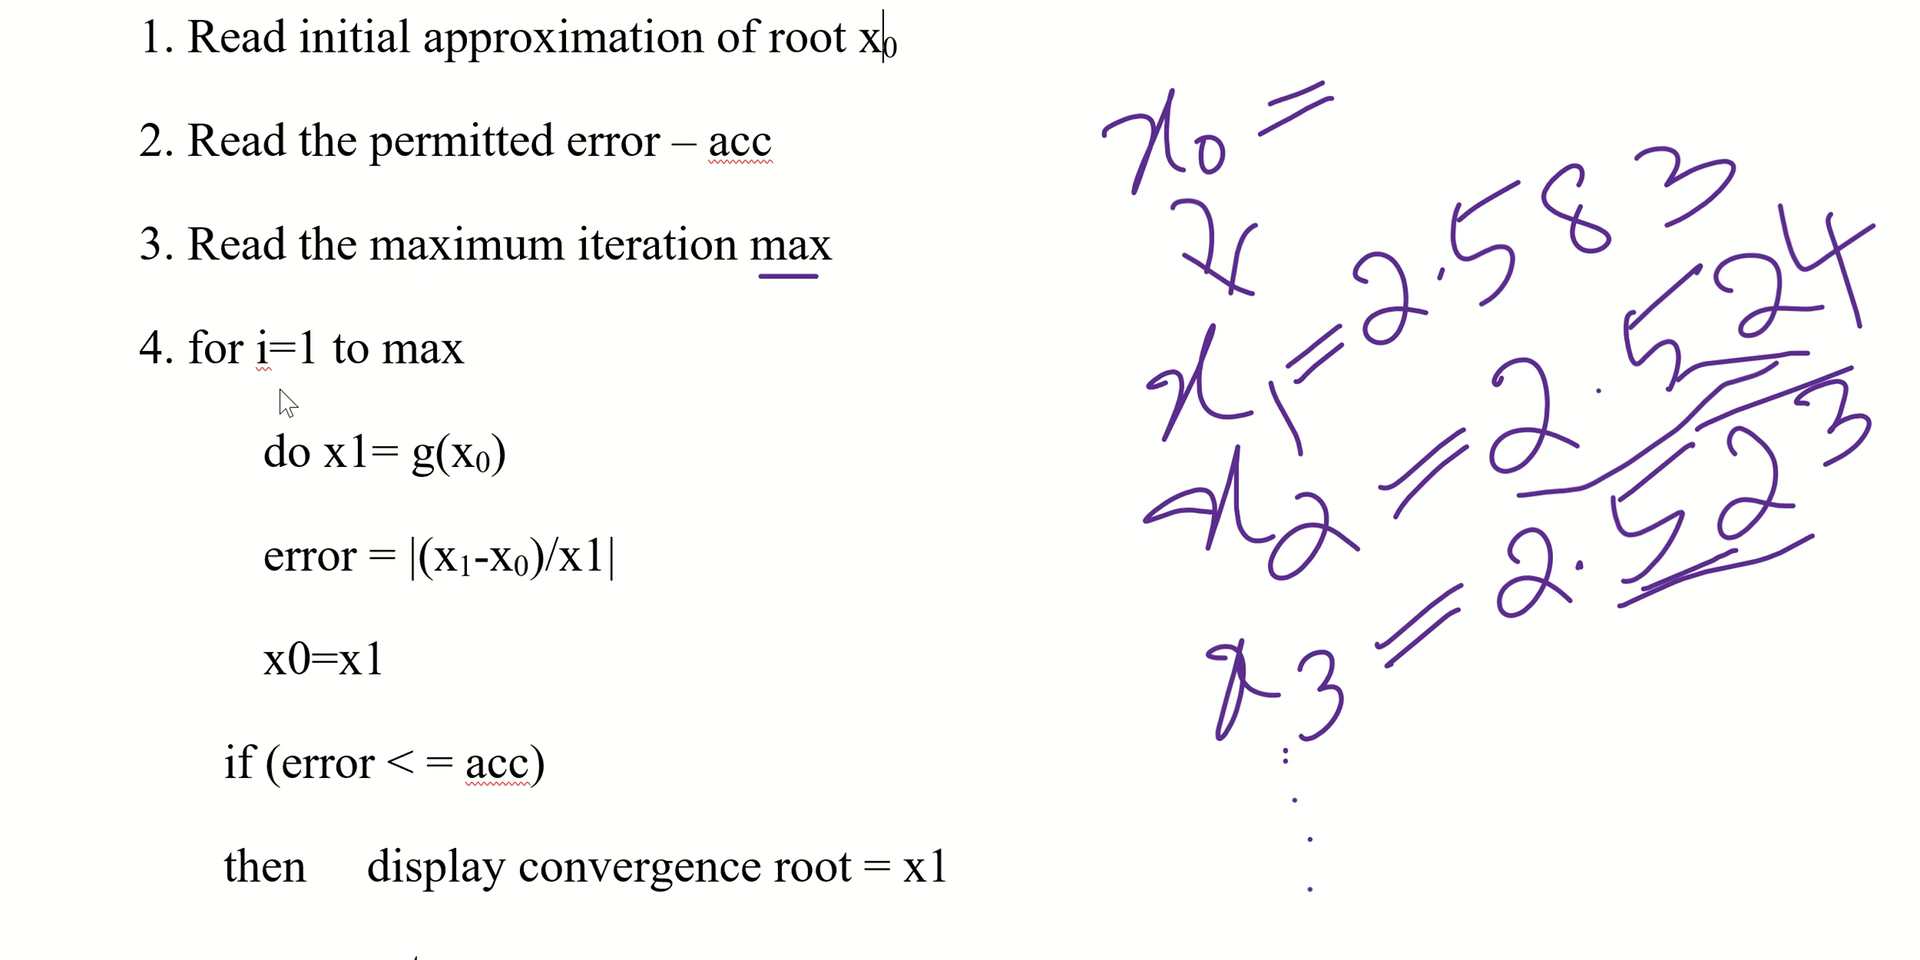 1. Read initial approximation of root x₀
2. Read the permitted error – acc
3. Read the maximum iteration max
4. for i=1 to max
do x1= g(x₀)
error = |(x₁-x₀)/x1|
x0=x1
if (error < = acc)
then display convergence root = x1
x₀ =
x₁ = 2.583
x₂ = 2.524
x₃ = 2.523